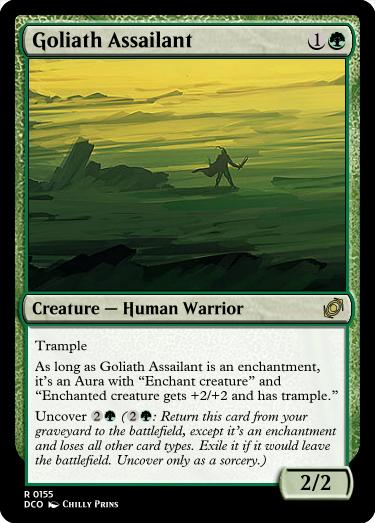 Goliath Assailant 1
Creature — Human Warrior
Trample
As long as Goliath Assailant is an enchantment,
it's an Aura with “Enchant creature” and
“Enchanted creature gets +2/+2 and has trample.”
Uncover 2 (2: Return this card from your
graveyard to the battlefield, except it's an enchantment
and loses all other card types. Exile it if it would leave
the battlefield. Uncover only as a sorcery.)
2/2
R 0155
DCO Chilly Prins